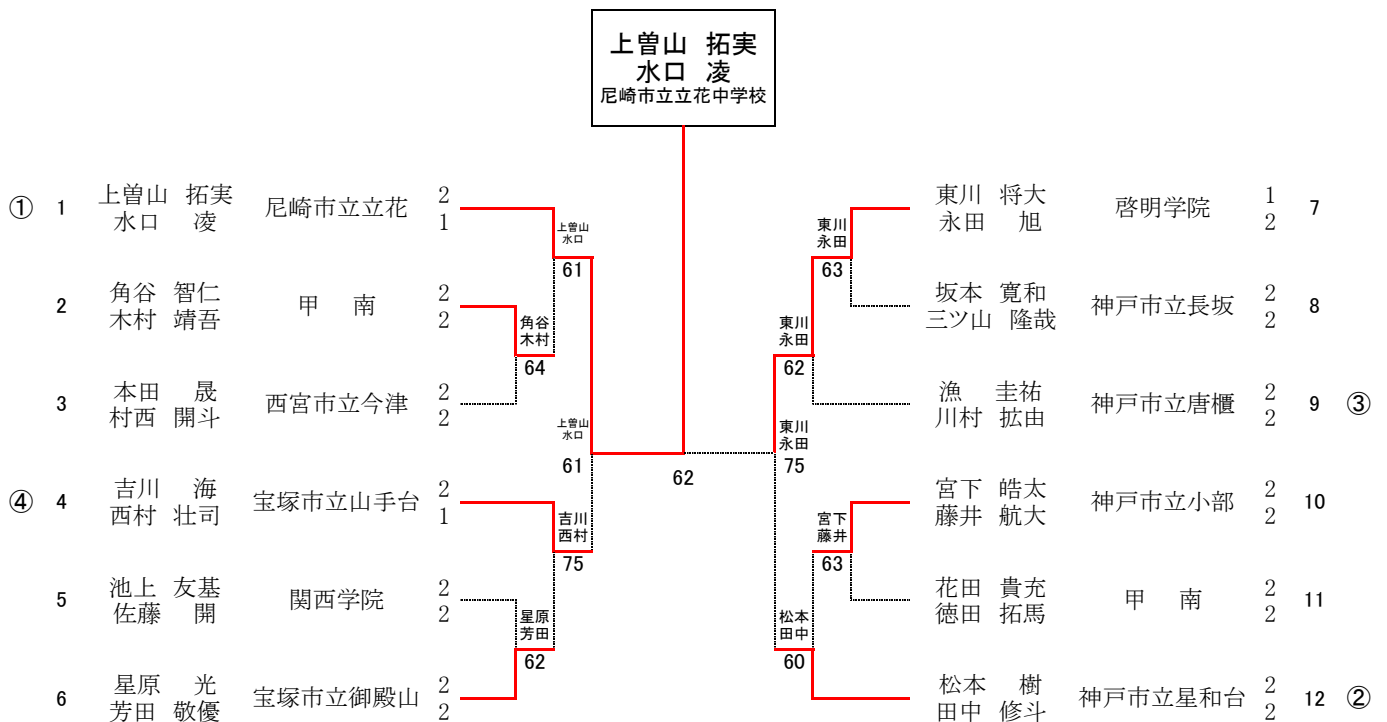 上曽山 拓実
水口 凌
尼崎市立立花中学校
① 1 上曽山 拓実 尼崎市立立花 2
水口 凌 1
上曽山
水口
61
2 角谷 智仁 甲 南 2
木村 靖吾 2
角谷
木村
64
3 本田 晟 西宮市立今津 2
村西 開斗 2
上曽山
水口
61
④ 4 吉川 海 宝塚市立山手台 2
西村 壮司 1
吉川
西村
75
5 池上 友基 関西学院 2
佐藤 開 2
星原
芳田
62
6 星原 光 宝塚市立御殿山 2
芳田 敬優 2
62
東川 将大 啓明学院 1 7
永田 旭 2
東川
永田
63
坂本 寛和 神戸市立長坂 2 8
三ツ山 隆哉 2
東川
永田
62
漁 圭祐 神戸市立唐櫃 2 9 ③
川村 拡由 2
東川
永田
75
宮下 皓太 神戸市立小部 2 10
藤井 航大 2
宮下
藤井
63
花田 貴充 甲 南 2 11
徳田 拓馬 2
松本
田中
60
松本 樹 神戸市立星和台 2 12 ②
田中 修斗 2